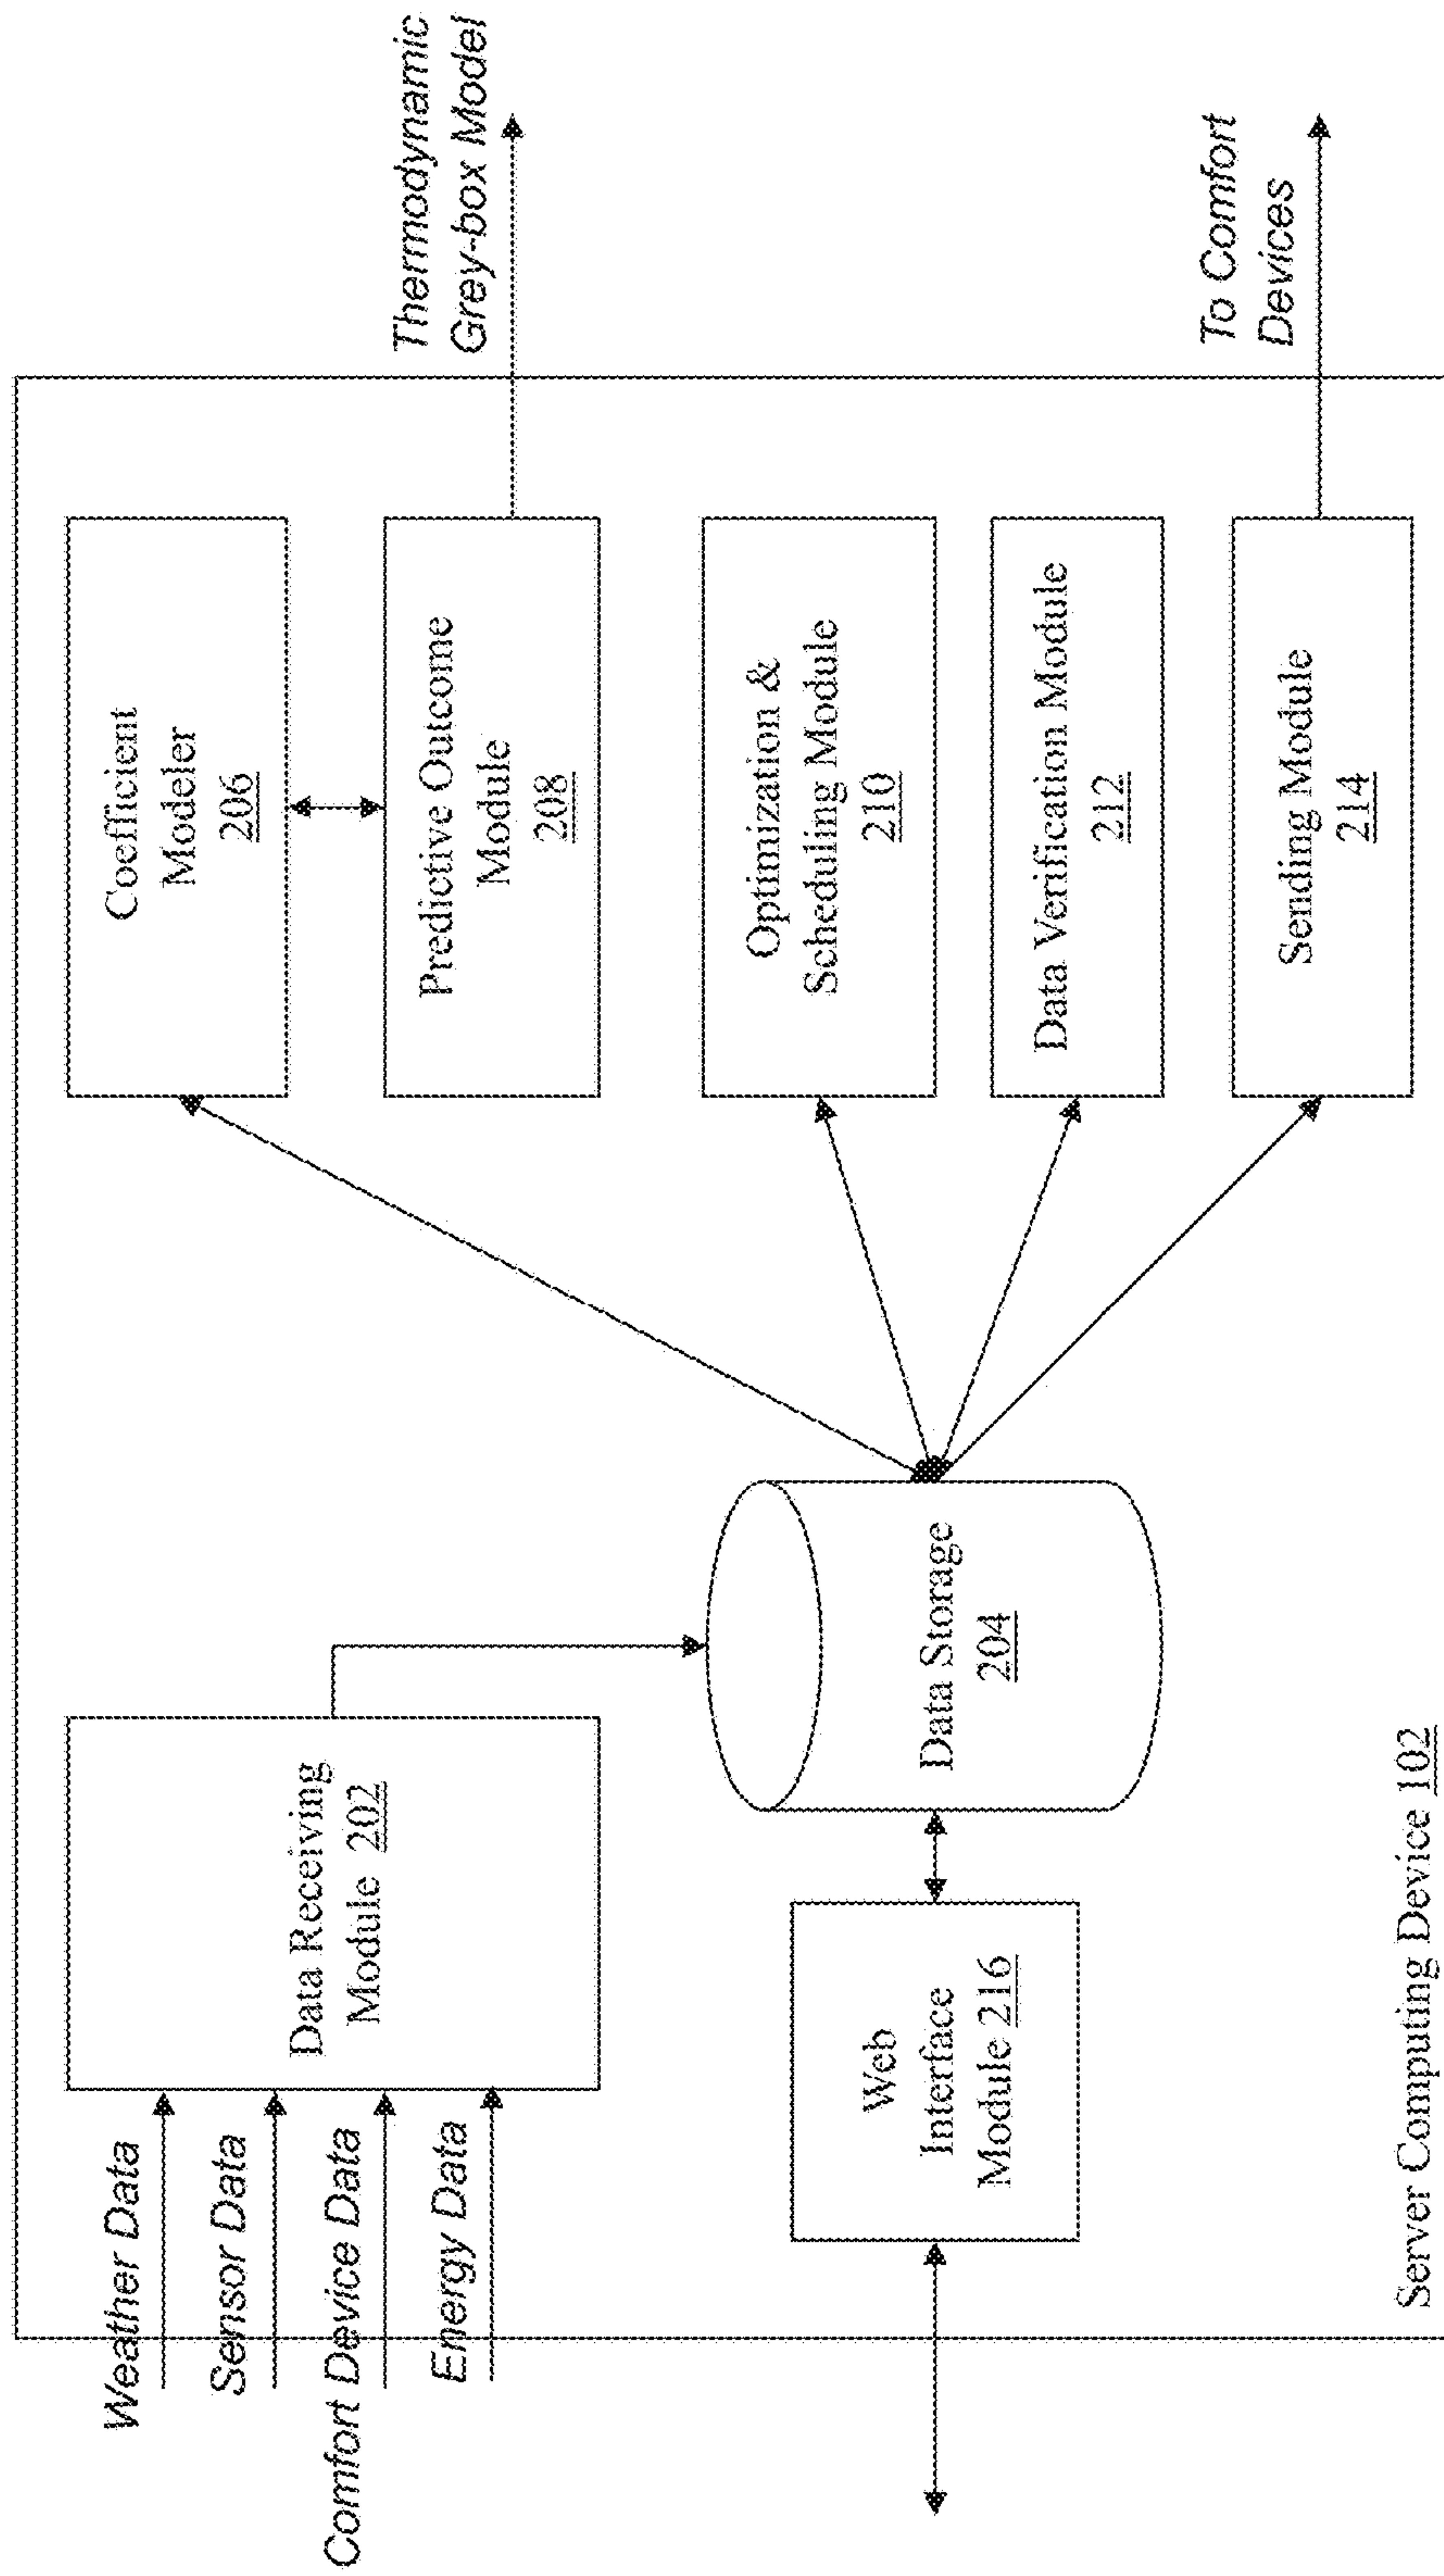 Weather Data
Sensor Data
Comfort Device Data
Energy Data
Data Receiving
Module 202
Web
Interface
Module 216
Data Storage
204
Coefficient
Modeler
206
Predictive Outcome
Module
208
Optimization &
Scheduling Module
210
Data Verification Module
212
Sending Module
214
Thermodynamic
Grey-box Model
To Comfort
Devices
Server Computing Device 102